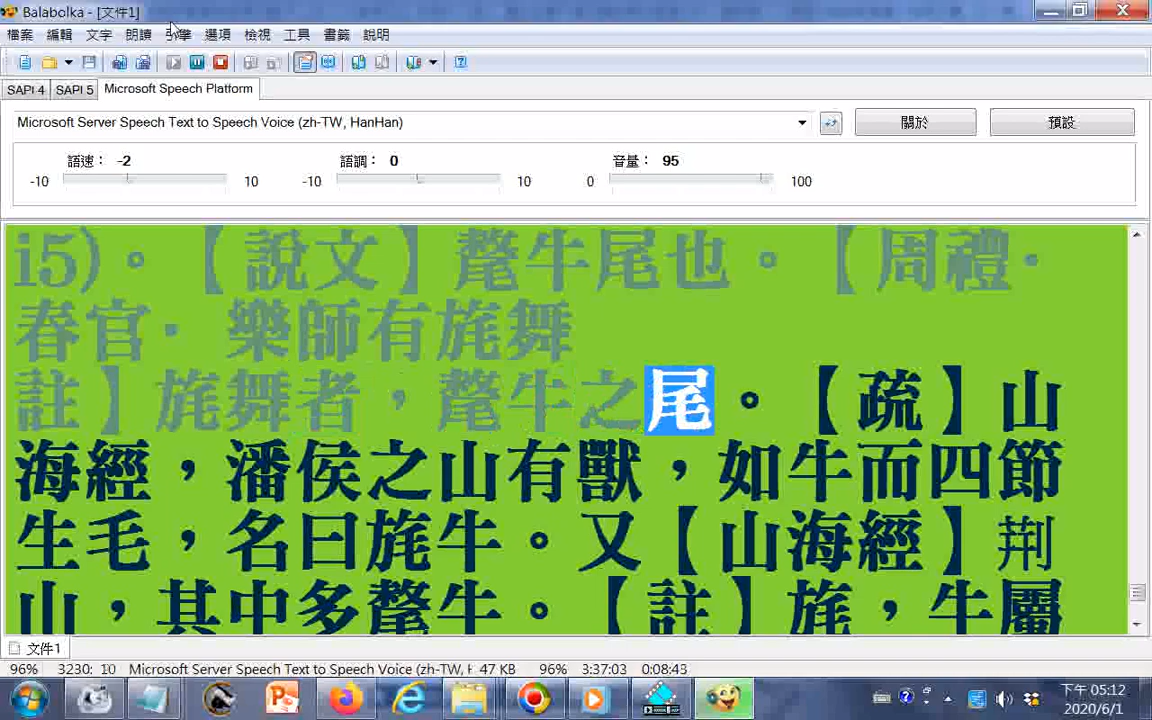 Balabolka - [文件1]
檔案 編輯 文字 朗讀 引擎 選項 檢視 工具 書籤 說明
SAPI 4 SAPI 5 Microsoft Speech Platform
Microsoft Server Speech Text to Speech Voice (zh-TW, HanHan) 關於 預設
語速： -2 語調： 0 音量： 95
-10 10 -10 10 0 100
i5)。【說文】氂牛尾也。【周禮·
春官· 樂師有旄舞
註】旄舞者，氂牛之尾。【疏】山
海經，潘侯之山有獸，如牛而四節
生毛，名曰旄牛。又【山海經】荆
山，其中多氂牛。【註】旄，牛屬
文件1
96% 3230: 10 Microsoft Server Speech Text to Speech Voice (zh-TW, H 47 KB 96% 3:37:03 0:08:43
下午 05:12
2020/6/1